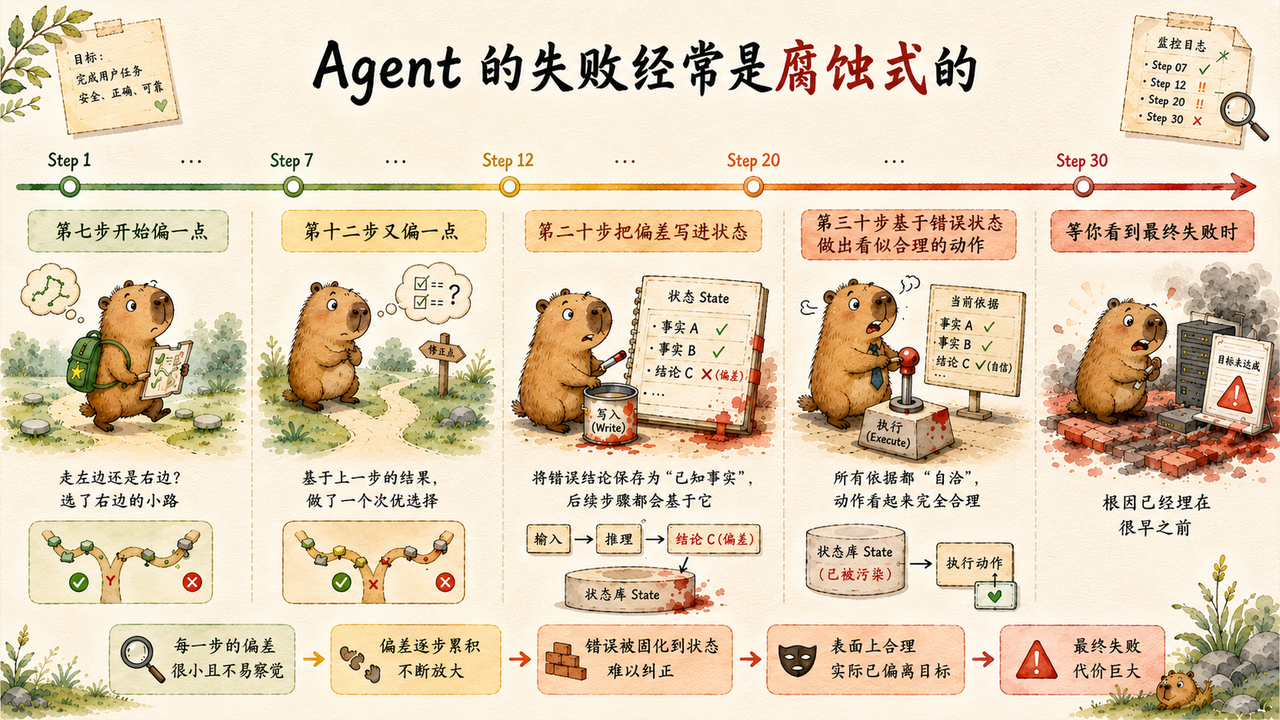 目标：
完成用户任务
安全、正确、可靠
Agent 的失败经常是腐蚀式的
监控日志
· Step 07 ✓
· Step 12 !!
· Step 20 !!
· Step 30 ✗
Step 1
...
Step 7
...
Step 12
...
Step 20
...
Step 30
第七步开始偏一点
走左边还是右边？
选了右边的小路
第十二步又偏一点
==
== ?
修正点
基于上一步的结果，
做了一个次优选择
第二十步把偏差写进状态
状态 State
· 事实 A ✓
· 事实 B ✓
· 结论 C ✗(偏差)
· ...
写入
(Write)
将错误结论保存为“已知事实”，
后续步骤都会基于它
输入
推理
结论 C(偏差)
状态库 State
第三十步基于错误状态
做出看似合理的动作
当前依据
· 事实 A ✓
· 事实 B ✓
· 结论 C ✓(自信)
...
执行
(Execute)
所有依据都“自洽”，
动作看起来完全合理
状态库 State
(已被污染)
执行动作
等你看到最终失败时
目标未达成
根因已经埋在
很早之前
每一步的偏差
很小且不易察觉
偏差逐步累积
不断放大
错误被固化到状态
难以纠正
表面上合理
实际已偏离目标
最终失败
代价巨大